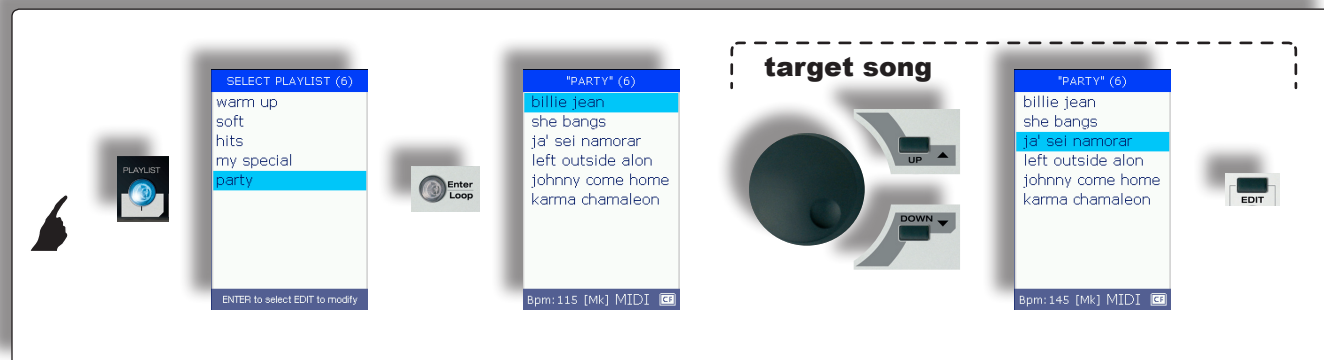 PLAYLIST
SELECT PLAYLIST (6)
warm up
soft
hits
my special
party
ENTER to select EDIT to modify
Enter
Loop
"PARTY" (6)
billie jean
she bangs
ja' sei namorar
left outside alon
johnny come home
karma chamaleon
Bpm:115 [Mk] MIDI CF
target song
UP
DOWN
"PARTY" (6)
billie jean
she bangs
ja' sei namorar
left outside alon
johnny come home
karma chamaleon
Bpm:145 [Mk] MIDI CF
EDIT